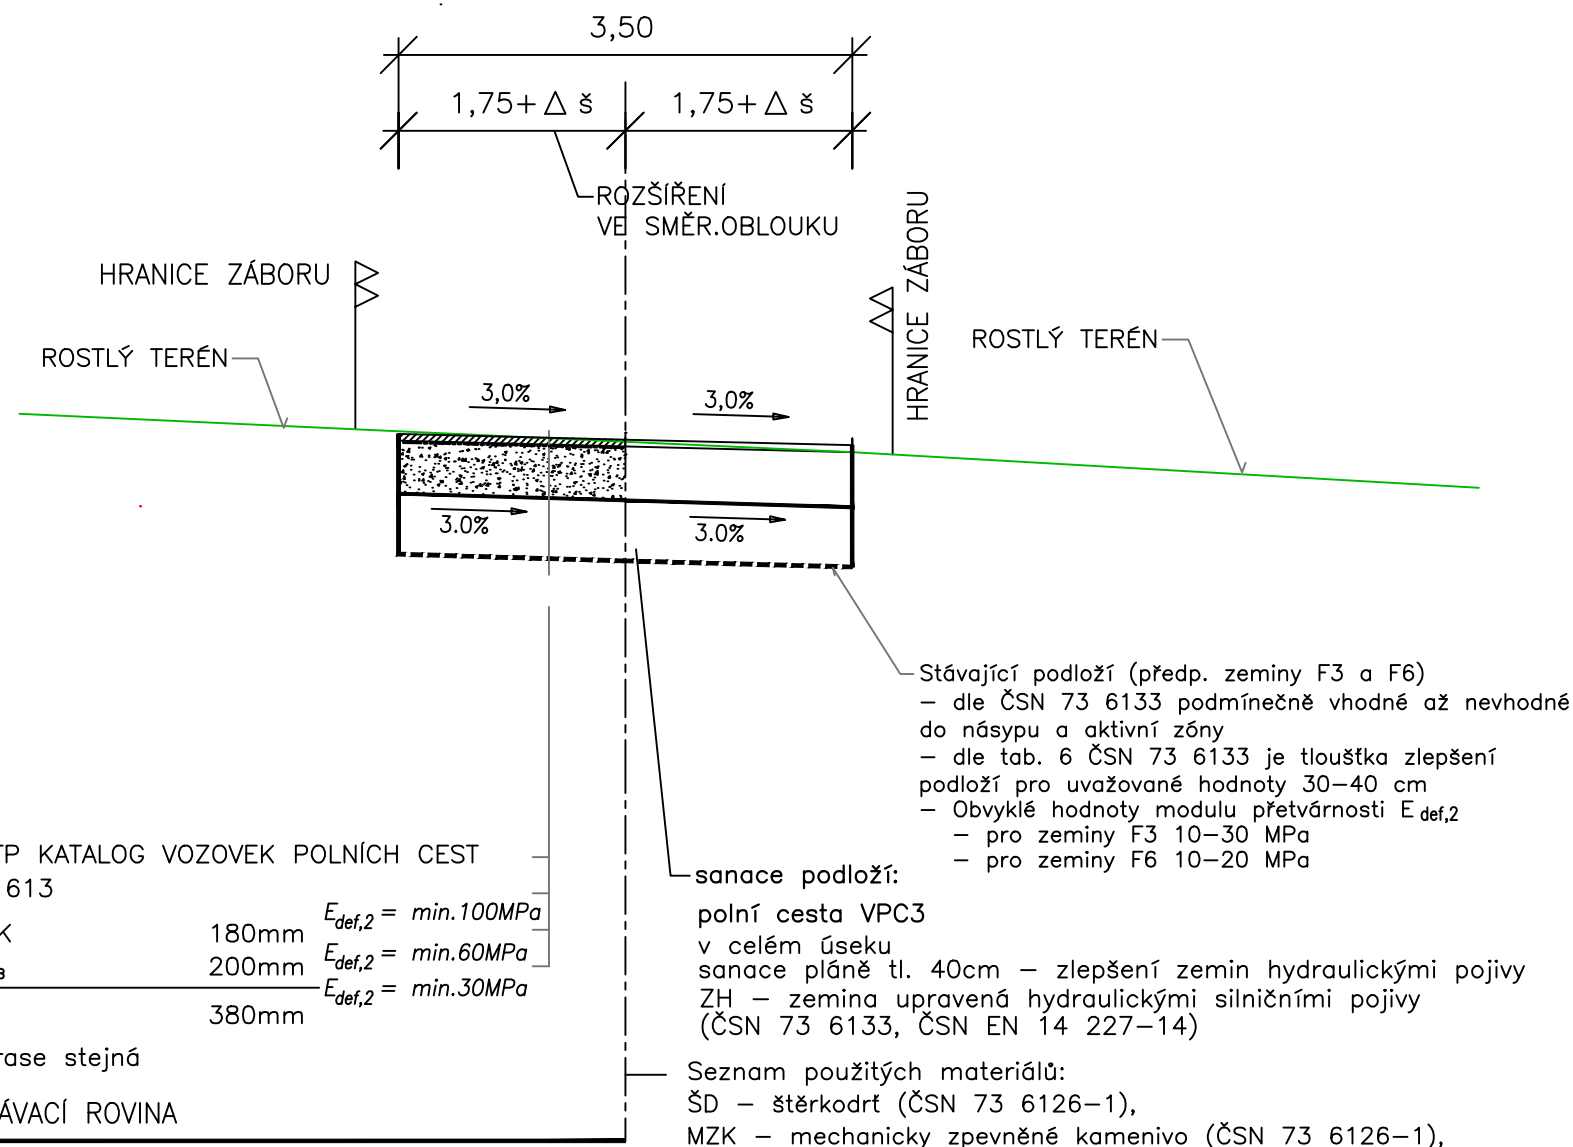 3,50
1,75+△ š
1,75+△ š
ROZŠÍŘENÍ
VE SMĚR.OBLOUKU
HRANICE ZÁBORU
HRANICE ZÁBORU
ROSTLÝ TERÉN
ROSTLÝ TERÉN
3,0%
3,0%
3.0%
3.0%
Stávající podloží (předp. zeminy F3 a F6)
– dle ČSN 73 6133 podmínečně vhodné až nevhodné
do násypu a aktivní zóny
– dle tab. 6 ČSN 73 6133 je tloušťka zlepšení
podloží pro uvažované hodnoty 30–40 cm
– Obvyklé hodnoty modulu přetvárnosti E def,2
– pro zeminy F3 10–30 MPa
– pro zeminy F6 10–20 MPa
TP KATALOG VOZOVEK POLNÍCH CEST
613
K 180mm Edef,2 = min.100MPa
200mm Edef,2 = min.60MPa
Edef,2 = min.30MPa
380mm
rase stejná
ÁVACÍ ROVINA
sanace podloží:
polní cesta VPC3
v celém úseku
sanace pláně tl. 40cm – zlepšení zemin hydraulickými pojivy
ZH – zemina upravená hydraulickými silničními pojivy
(ČSN 73 6133, ČSN EN 14 227–14)
Seznam použitých materiálů:
ŠD – štěrkodrť (ČSN 73 6126–1),
MZK – mechanicky zpevněné kamenivo (ČSN 73 6126–1),